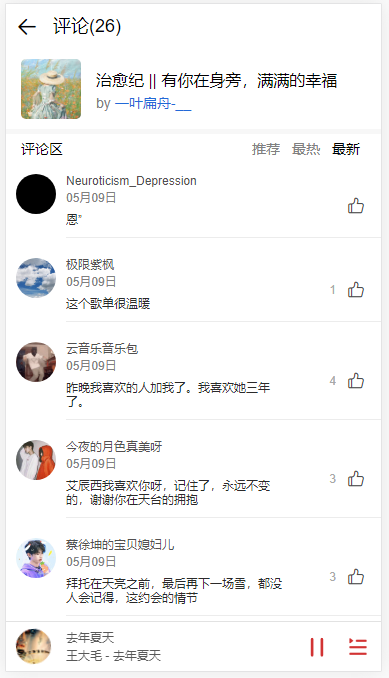 评论(26)
治愈纪 || 有你在身旁，满满的幸福
by 一叶扁舟-__
评论区
推荐 最热 最新
Neuroticism_Depression
05月09日
恩”
极限紫枫
05月09日
这个歌单很温暖
1
云音乐音乐包
05月09日
昨晚我喜欢的人加我了。我喜欢她三年
了。
4
今夜的月色真美呀
05月09日
艾辰西我喜欢你呀，记住了，永远不变
的，谢谢你在天台的拥抱
3
蔡徐坤的宝贝媳妇儿
05月09日
拜托在天亮之前，最后再下一场雪，都没
人会记得，这约会的情节
3
去年夏天
王大毛 - 去年夏天